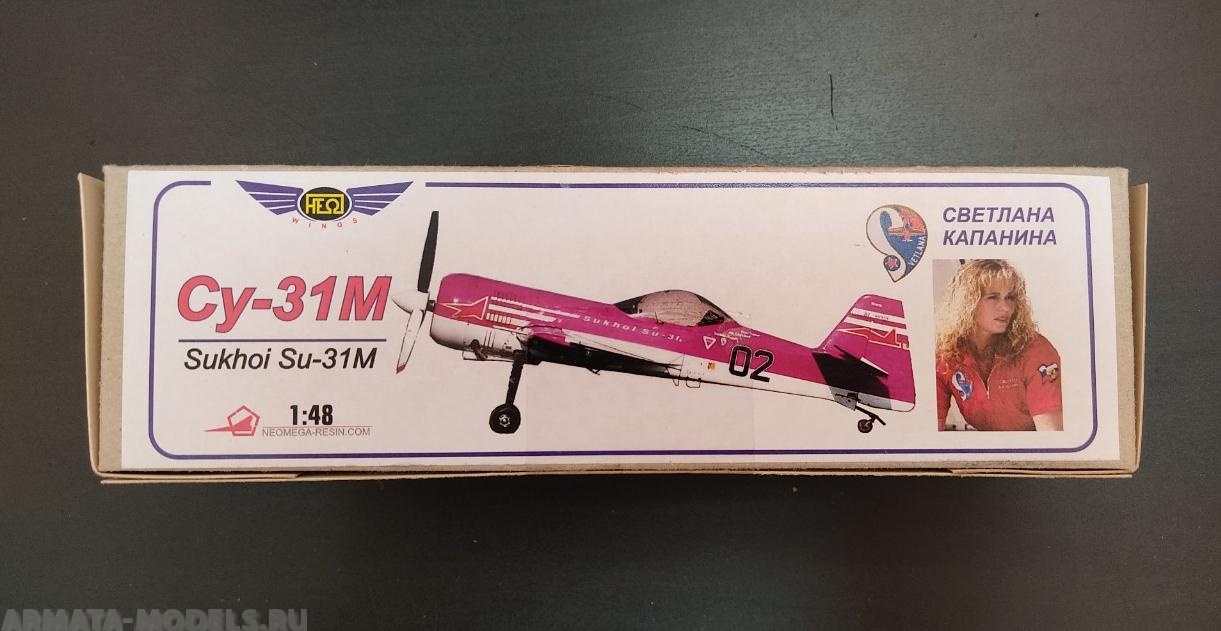 НЕΩ
WINGS
Су-31М
Sukhoi Su-31M
1:48
NEOMEGA-RESIN.COM
Sukhoi Su-31
02
SVETLANA
СВЕТЛАНА
КАПАНИНА
ARMATA-MODELS.RU